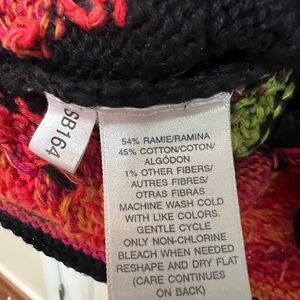 SB164
54% RAMIE/RAMINA
45% COTTON/COTON/
ALGÓDON
1% OTHER FIBERS/
AUTRES FIBRES/
OTRAS FIBRAS
MACHINE WASH COLD
WITH LIKE COLORS.
GENTLE CYCLE
ONLY NON-CHLORINE
BLEACH WHEN NEEDED
RESHAPE AND DRY FLAT
(CARE CONTINUES
ON BACK)